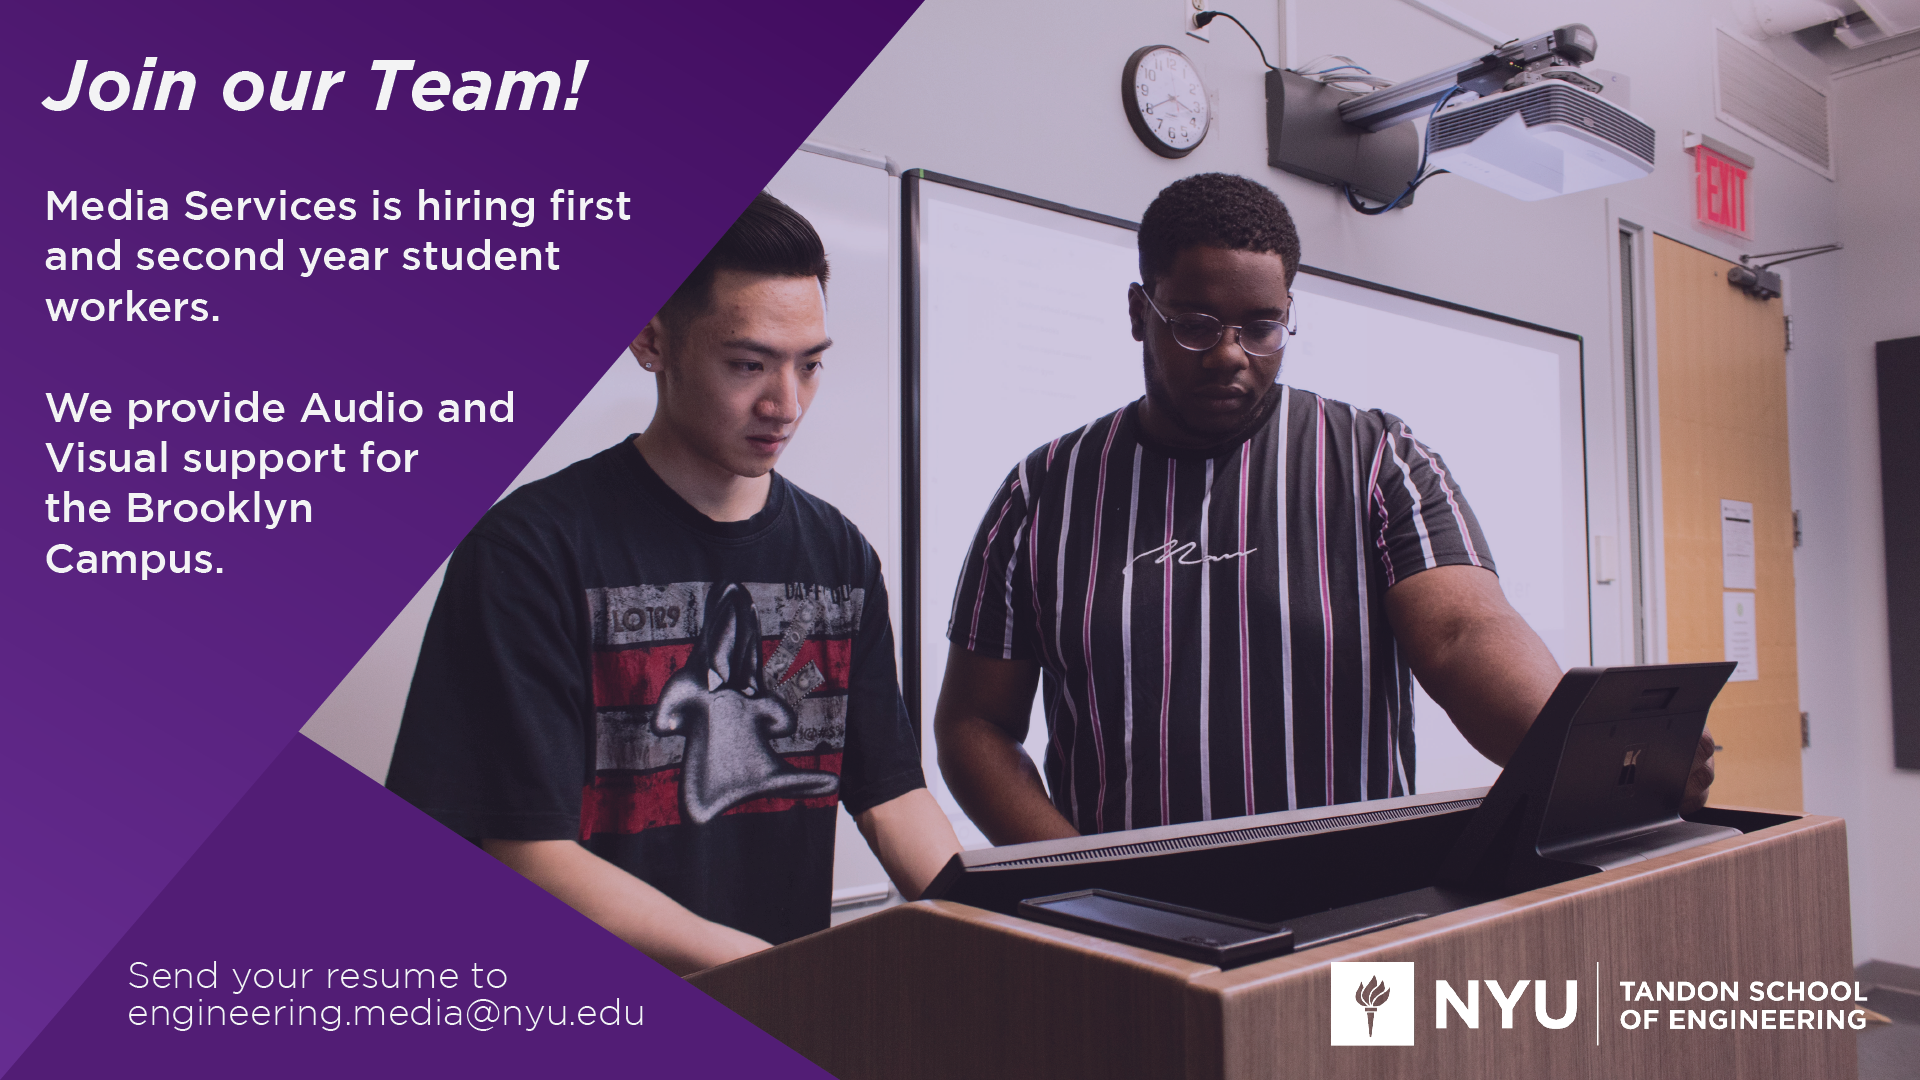 Join our Team!
Media Services is hiring first
and second year student
workers.
We provide Audio and
Visual support for
the Brooklyn
Campus.
Send your resume to
engineering.media@nyu.edu
EXIT
LOTR9
NYU
TANDON SCHOOL
OF ENGINEERING